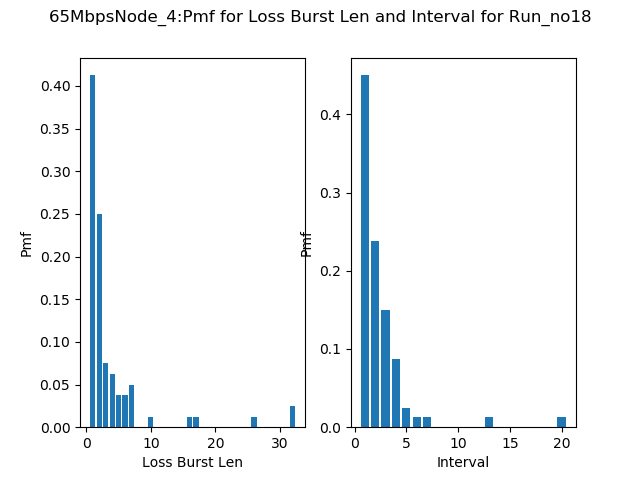 65MbpsNode_4:Pmf for Loss Burst Len and Interval for Run_no18
Pmf
0.40
0.35
0.30
0.25
0.20
0.15
0.10
0.05
0.00
0 10 20 30
Loss Burst Len
Pmf
0.4
0.3
0.2
0.1
0.0
0 5 10 15 20
Interval